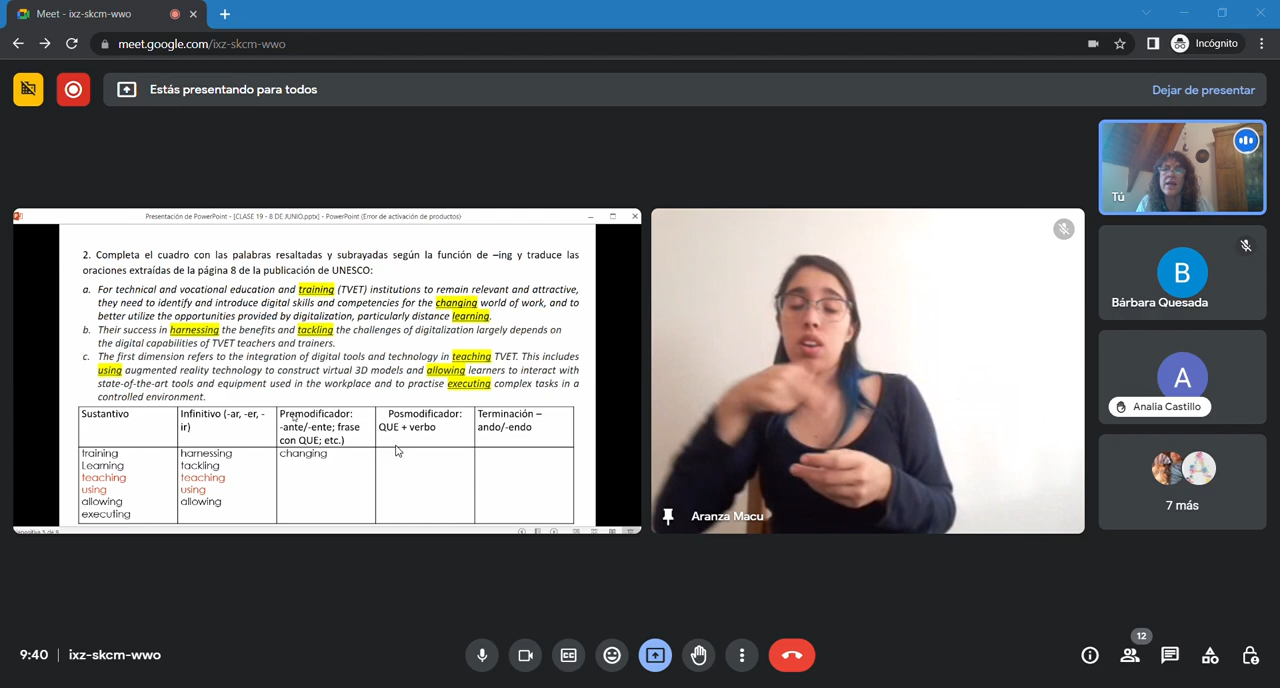 Meet - ixz-skcm-wwo
meet.google.com/ixz-skcm-wwo
Incógnito
Estás presentando para todos
Dejar de presentar
Presentación de PowerPoint - [CLASE 19 - 8 DE JUNIO.pptx] - PowerPoint (Error de activación de productos)
2. Completa el cuadro con las palabras resaltadas y subrayadas según la función de –ing y traduce las
oraciones extraídas de la página 8 de la publicación de UNESCO:
a. For technical and vocational education and training (TVET) institutions to remain relevant and attractive,
they need to identify and introduce digital skills and competencies for the changing world of work, and to
better utilize the opportunities provided by digitalization, particularly distance learning.
b. Their success in harnessing the benefits and tackling the challenges of digitalization largely depends on
the digital capabilities of TVET teachers and trainers.
c. The first dimension refers to the integration of digital tools and technology in teaching TVET. This includes
using augmented reality technology to construct virtual 3D models and allowing learners to interact with
state-of-the-art tools and equipment used in the workplace and to practise executing complex tasks in a
controlled environment.
Sustantivo
Infinitivo (-ar, -er, -
ir)
Premodificador:
-ante/-ente; frase
con QUE; etc.)
Posmodificador:
QUE + verbo
Terminación –
ando/-endo
training
Learning
teaching
using
allowing
executing
harnessing
tackling
teaching
using
allowing
changing
Aranza Macu
Tú
B
Bárbara Quesada
A
Analia Castillo
7 más
9:40 | ixz-skcm-wwo
12